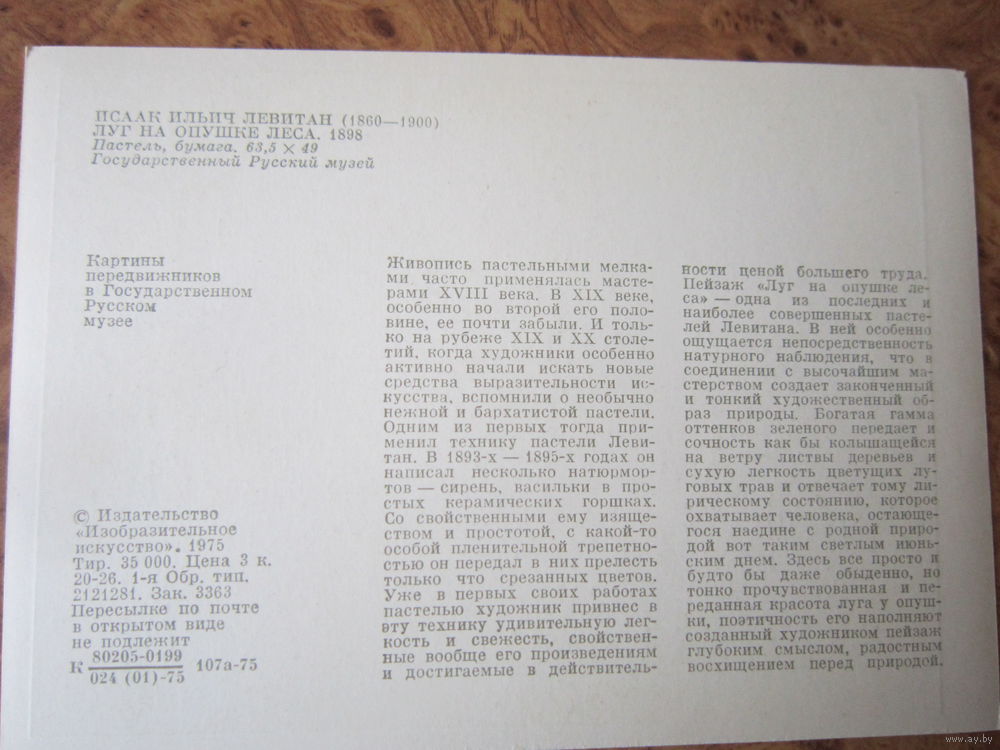 ИСААК ИЛЬИЧ ЛЕВИТАН (1860—1900)
ЛУГ НА ОПУШКЕ ЛЕСА. 1898
Пастель, бумага. 63,5 × 49
Государственный Русский музей
Картины
передвижников
в Государственном
Русском
музее
© Издательство
«Изобразительное
искусство». 1975
Тир. 35 000. Цена 3 к.
20-26. 1-я Обр. тип.
2121281. Зак. 3363
Пересылке по почте
в открытом виде
не подлежит
К 80205-0199 107а-75
024 (01)-75
Живопись пастельными мелка-
ми часто применялась масте-
рами XVIII века. В XIX веке,
особенно во второй его поло-
вине, ее почти забыли. И толь-
ко на рубеже XIX и XX столе-
тий, когда художники особенно
активно начали искать новые
средства выразительности ис-
кусства, вспомнили о необычно
нежной и бархатистой пастели.
Одним из первых тогда при-
менил технику пастели Леви-
тан. В 1893-х — 1895-х годах он
написал несколько натюрмор-
тов — сирень, васильки в про-
стых керамических горшках.
Со свойственными ему изяще-
ством и простотой, с какой-то
особой пленительной трепетно-
стью он передал в них прелесть
только что срезанных цветов.
Уже в первых своих работах
пастелью художник привнес в
эту технику удивительную лег-
кость и свежесть, свойствен-
ные вообще его произведениям
и достигаемые в действитель-
ности ценой большего труда.
Пейзаж «Луг на опушке ле-
са» — одна из последних и
наиболее совершенных пасте-
лей Левитана. В ней особенно
ощущается непосредственность
натурного наблюдения, что в
соединении с высочайшим ма-
стерством создает законченный
и тонкий художественный об-
раз природы. Богатая гамма
оттенков зеленого передает и
сочность как бы колышащейся
на ветру листвы деревьев и
сухую легкость цветущих лу-
говых трав и отвечает тому ли-
рическому состоянию, которое
охватывает человека, остающе-
гося наедине с родной приро-
дой вот таким светлым июнь-
ским днем. Здесь все просто и
будто бы даже обыденно, но
тонко прочувствованная и пе-
реданная красота луга у опуш-
ки, поэтичность его наполняют
созданный художником пейзаж
глубоким смыслом, радостным
восхищением перед природой.
www.ay.by